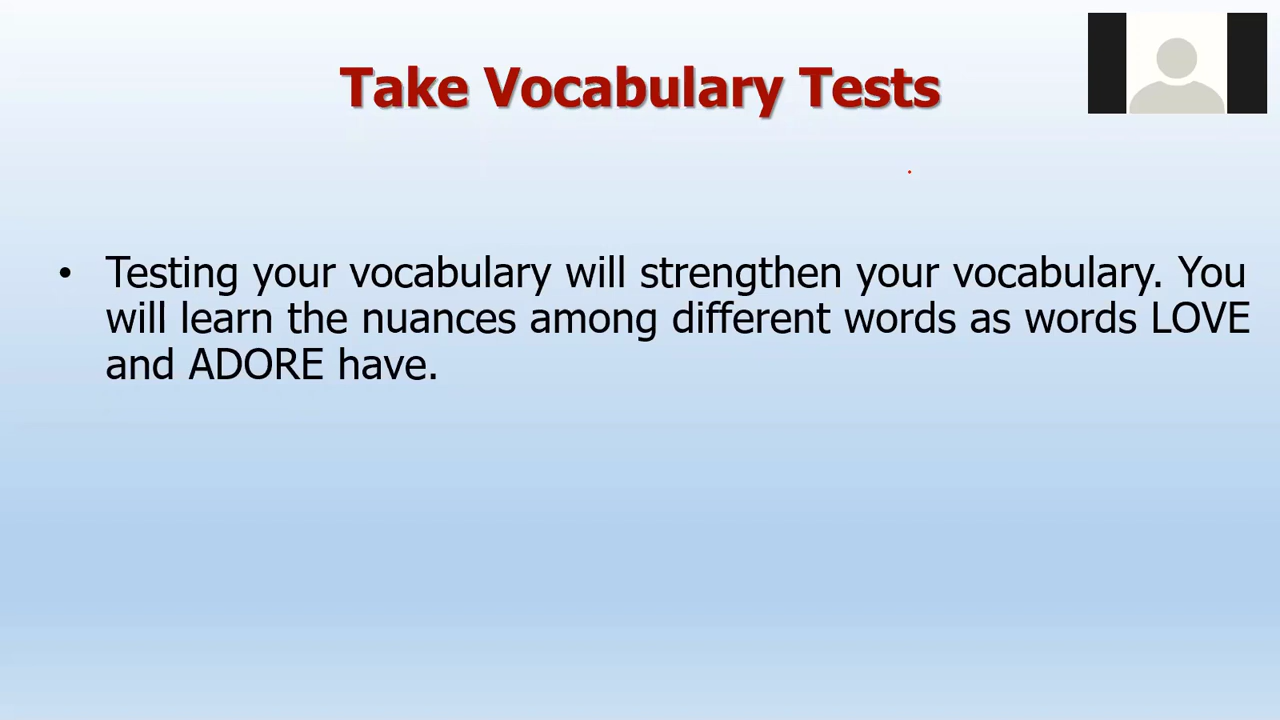 Take Vocabulary Tests
• Testing your vocabulary will strengthen your vocabulary. You
will learn the nuances among different words as words LOVE
and ADORE have.